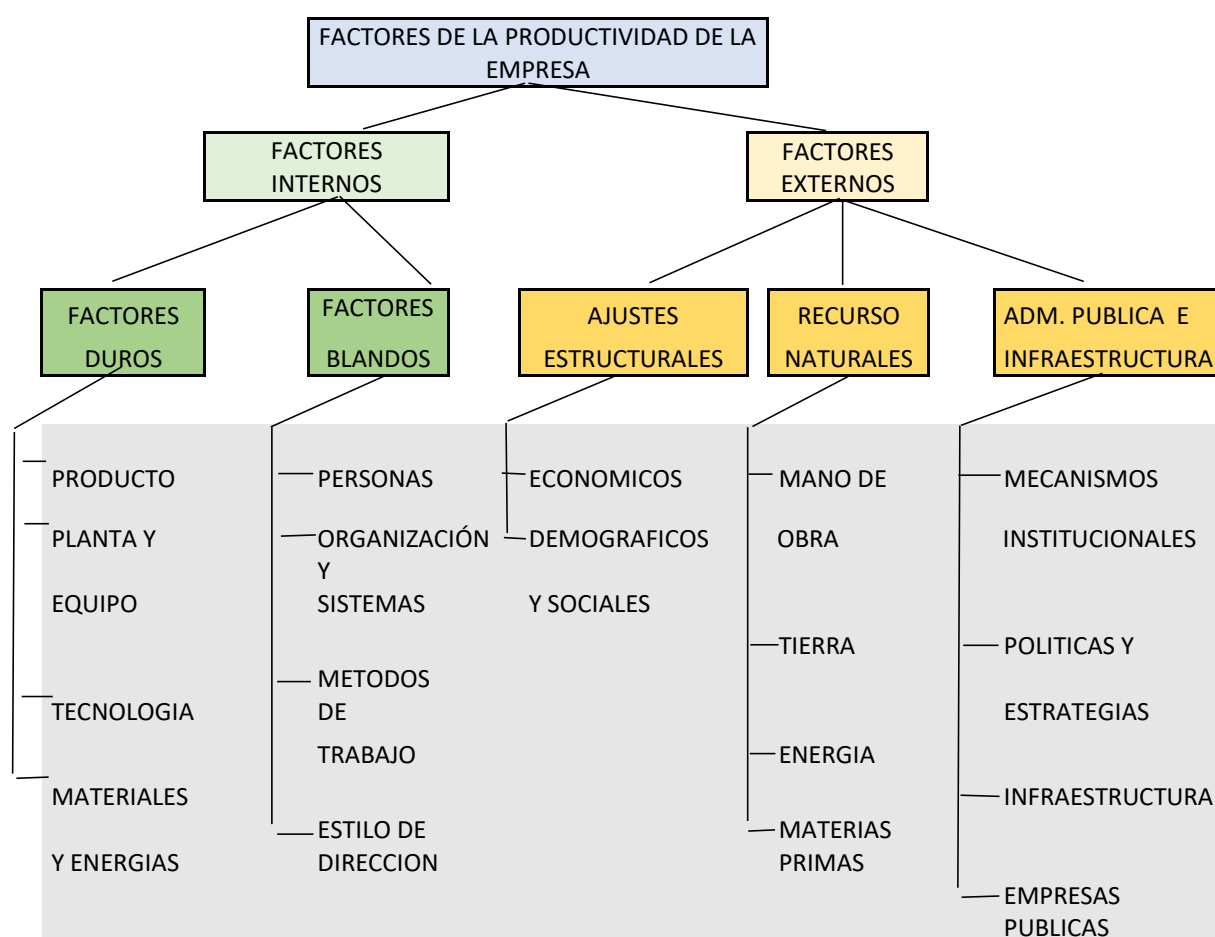 FACTORES DE LA PRODUCTIVIDAD DE LA
EMPRESA
FACTORES
INTERNOS
FACTORES
EXTERNOS
FACTORES
DUROS
FACTORES
BLANDOS
AJUSTES
ESTRUCTURALES
RECURSO
NATURALES
ADM. PUBLICA E
INFRAESTRUCTURA
PRODUCTO
PLANTA Y
EQUIPO
TECNOLOGIA
MATERIALES
Y ENERGIAS
PERSONAS
ORGANIZACIÓN
Y
SISTEMAS
METODOS
DE
TRABAJO
ESTILO DE
DIRECCION
ECONOMICOS
DEMOGRAFICOS
Y SOCIALES
MANO DE
OBRA
TIERRA
ENERGIA
MATERIAS
PRIMAS
MECANISMOS
INSTITUCIONALES
POLITICAS Y
ESTRATEGIAS
INFRAESTRUCTURA
EMPRESAS
PUBLICAS